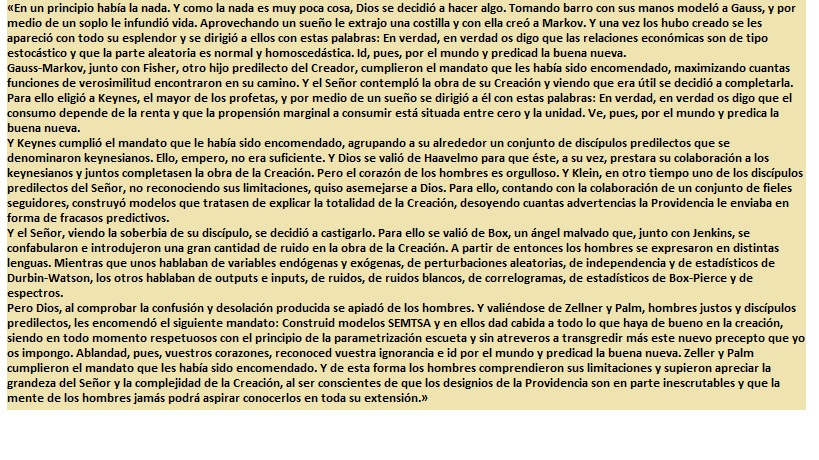 «En un principio había la nada. Y como la nada es muy poca cosa, Dios se decidió a hacer algo. Tomando barro con sus manos modeló a Gauss, y por
medio de un soplo le infundió vida. Aprovechando un sueño le extrajo una costilla y con ella creó a Markov. Y una vez los hubo creado se les
apareció con todo su esplendor y se dirigió a ellos con estas palabras: En verdad, en verdad os digo que las relaciones económicas son de tipo
estocástico y que la parte aleatoria es normal y homoscedástica. Id, pues, por el mundo y predicad la buena nueva.
Gauss-Markov, junto con Fisher, otro hijo predilecto del Creador, cumplieron el mandato que les había sido encomendado, maximizando cuantas
funciones de verosimilitud encontraron en su camino. Y el Señor contempló la obra de su Creación y viendo que era útil se decidió a completarla.
Para ello eligió a Keynes, el mayor de los profetas, y por medio de un sueño se dirigió a él con estas palabras: En verdad, en verdad os digo que el
consumo depende de la renta y que la propensión marginal a consumir está situada entre cero y la unidad. Ve, pues, por el mundo y predica la
buena nueva.
Y Keynes cumplió el mandato que le había sido encomendado, agrupando a su alrededor un conjunto de discípulos predilectos que se
denominaron keynesianos. Ello, empero, no era suficiente. Y Dios se valió de Haavelmo para que éste, a su vez, prestara su colaboración a los
keynesianos y juntos completasen la obra de la Creación. Pero el corazón de los hombres es orgulloso. Y Klein, en otro tiempo uno de los discípulos
predilectos del Señor, no reconociendo sus limitaciones, quiso asemejarse a Dios. Para ello, contando con la colaboración de un conjunto de fieles
seguidores, construyó modelos que tratasen de explicar la totalidad de la Creación, desoyendo cuantas advertencias la Providencia le enviaba en
forma de fracasos predictivos.
Y el Señor, viendo la soberbia de su discípulo, se decidió a castigarlo. Para ello se valió de Box, un ángel malvado que, junto con Jenkins, se
confabularon e introdujeron una gran cantidad de ruido en la obra de la Creación. A partir de entonces los hombres se expresaron en distintas
lenguas. Mientras que unos hablaban de variables endógenas y exógenas, de perturbaciones aleatorias, de independencia y de estadísticos de
Durbin-Watson, los otros hablaban de outputs e inputs, de ruidos, de ruidos blancos, de correlogramas, de estadísticos de Box-Pierce y de
espectros.
Pero Dios, al comprobar la confusión y desolación producida se apiadó de los hombres. Y valiéndose de Zellner y Palm, hombres justos y discípulos
predilectos, les encomendó el siguiente mandato: Construid modelos SEMTSA y en ellos dad cabida a todo lo que haya de bueno en la creación,
siendo en todo momento respetuosos con el principio de la parametrización escueta y sin atreveros a transgredir más este nuevo precepto que yo
os impongo. Ablandad, pues, vuestros corazones, reconoced vuestra ignorancia e id por el mundo y predicad la buena nueva. Zeller y Palm
cumplieron el mandato que les había sido encomendado. Y de esta forma los hombres comprendieron sus limitaciones y supieron apreciar la
grandeza del Señor y la complejidad de la Creación, al ser conscientes de que los designios de la Providencia son en parte inescrutables y que la
mente de los hombres jamás podrá aspirar conocerlos en toda su extensión.»